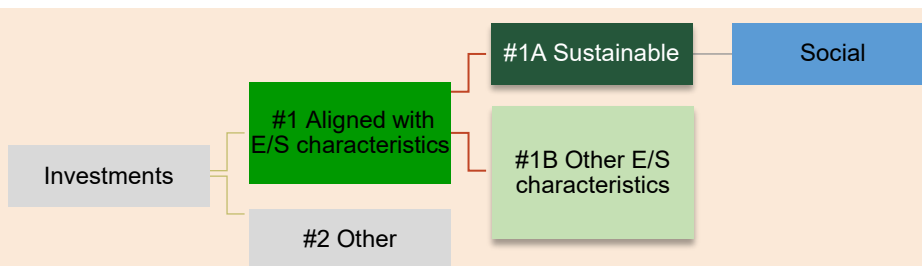 #1A Sustainable
Social
#1 Aligned with
E/S characteristics
#1B Other E/S
characteristics
Investments
#2 Other